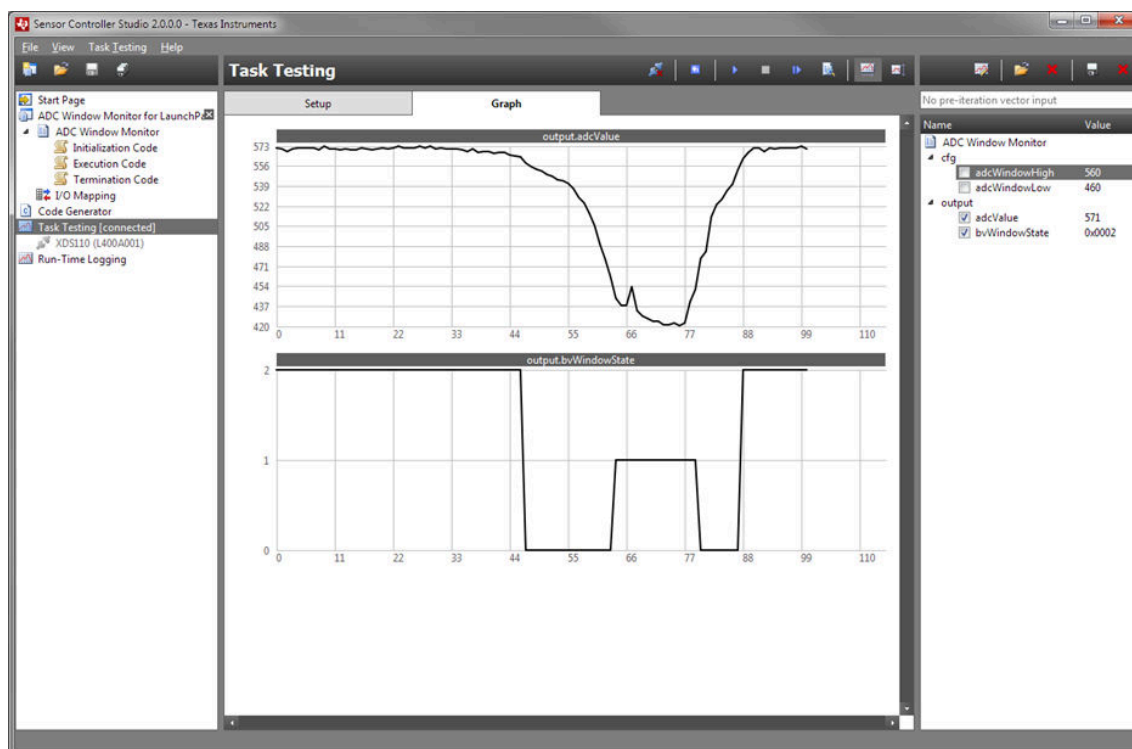 Sensor Controller Studio 2.0.0.0 - Texas Instruments
File View Task Testing Help
Task Testing
Start Page
ADC Window Monitor for LaunchPa
ADC Window Monitor
Initialization Code
Execution Code
Termination Code
I/O Mapping
Code Generator
Task Testing [connected]
XDS110 (L400A001)
Run-Time Logging
Setup Graph
output.adcValue
573
556
539
522
505
488
471
454
437
420
0 11 22 33 44 55 66 77 88 99 110
output.bvWindowState
2
1
0
0 11 22 33 44 55 66 77 88 99 110
No pre-iteration vector input
Name Value
ADC Window Monitor
cfg
adcWindowHigh 560
adcWindowLow 460
output
adcValue 571
bvWindowState 0x0002